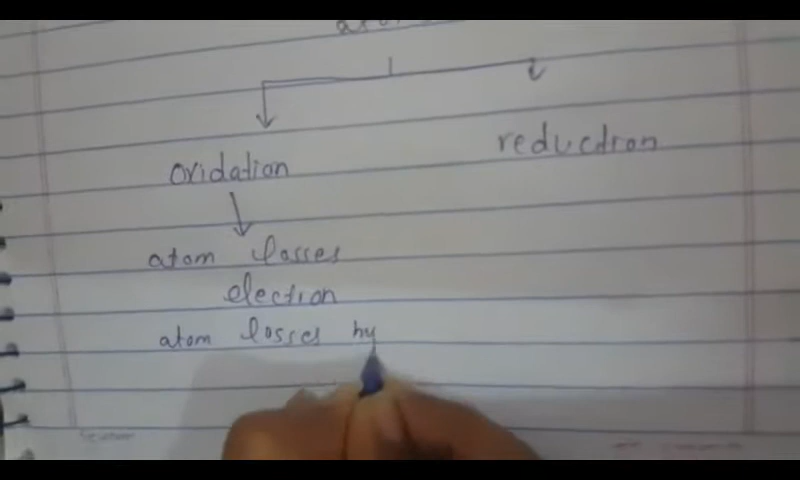 oxidation
reduction
atom losses
election
atom losses hy